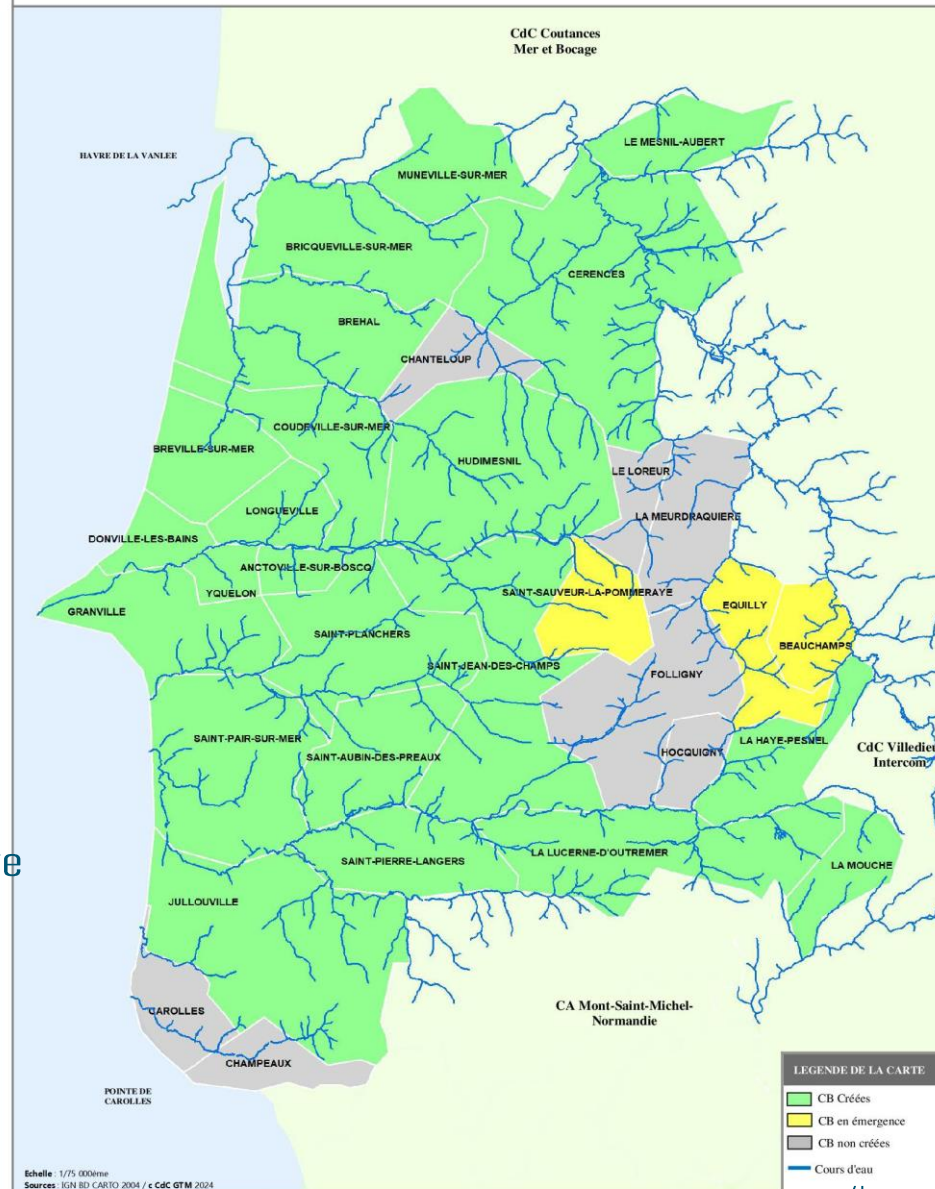 CdC Coutances
Mer et Bocage
HAVRE DE LA VANLEE
LE MESNIL-AUBERT
MUNEVILLE-SUR-MER
BRICQUEVILLE-SUR-MER
CERENCES
BREHAL
CHANTELOUP
COUDEVILLE-SUR-MER
BREVILLE-SUR-MER
HUDIMESNIL
LE LOREUR
LONGUEVILLE
LA MEURDRAQUIERE
DONVILLE-LES-BAINS
ANCTOVILLE-SUR-BOSCQ
YQUELON
SAINT-SAUVEUR-LA-POMMERAYE
GRANVILLE
EQUILLY
SAINT-PLANCHERS
BEAUCHAMPS
SAINT-JEAN-DES-CHAMPS
FOLLIGNY
SAINT-PAIR-SUR-MER
LA HAYE-PESNEL
HOCQUIGNY
SAINT-AUBIN-DES-PREAUX
CdC Villedieu
Intercom
e
SAINT-PIERRE-LANGERS
LA LUCERNE-D'OUTREMER
LA MOUCHE
JULLOUVILLE
CAROLLES
CA Mont-Saint-Michel-
Normandie
CHAMPEAUX
POINTE DE
CAROLLES
LEGENDE DE LA CARTE
CB Créées
CB en émergence
CB non créées
Cours d'eau
Echelle : 1/75 000ème
Sources : IGN BD CARTO 2004 / c CdC GTM 2024